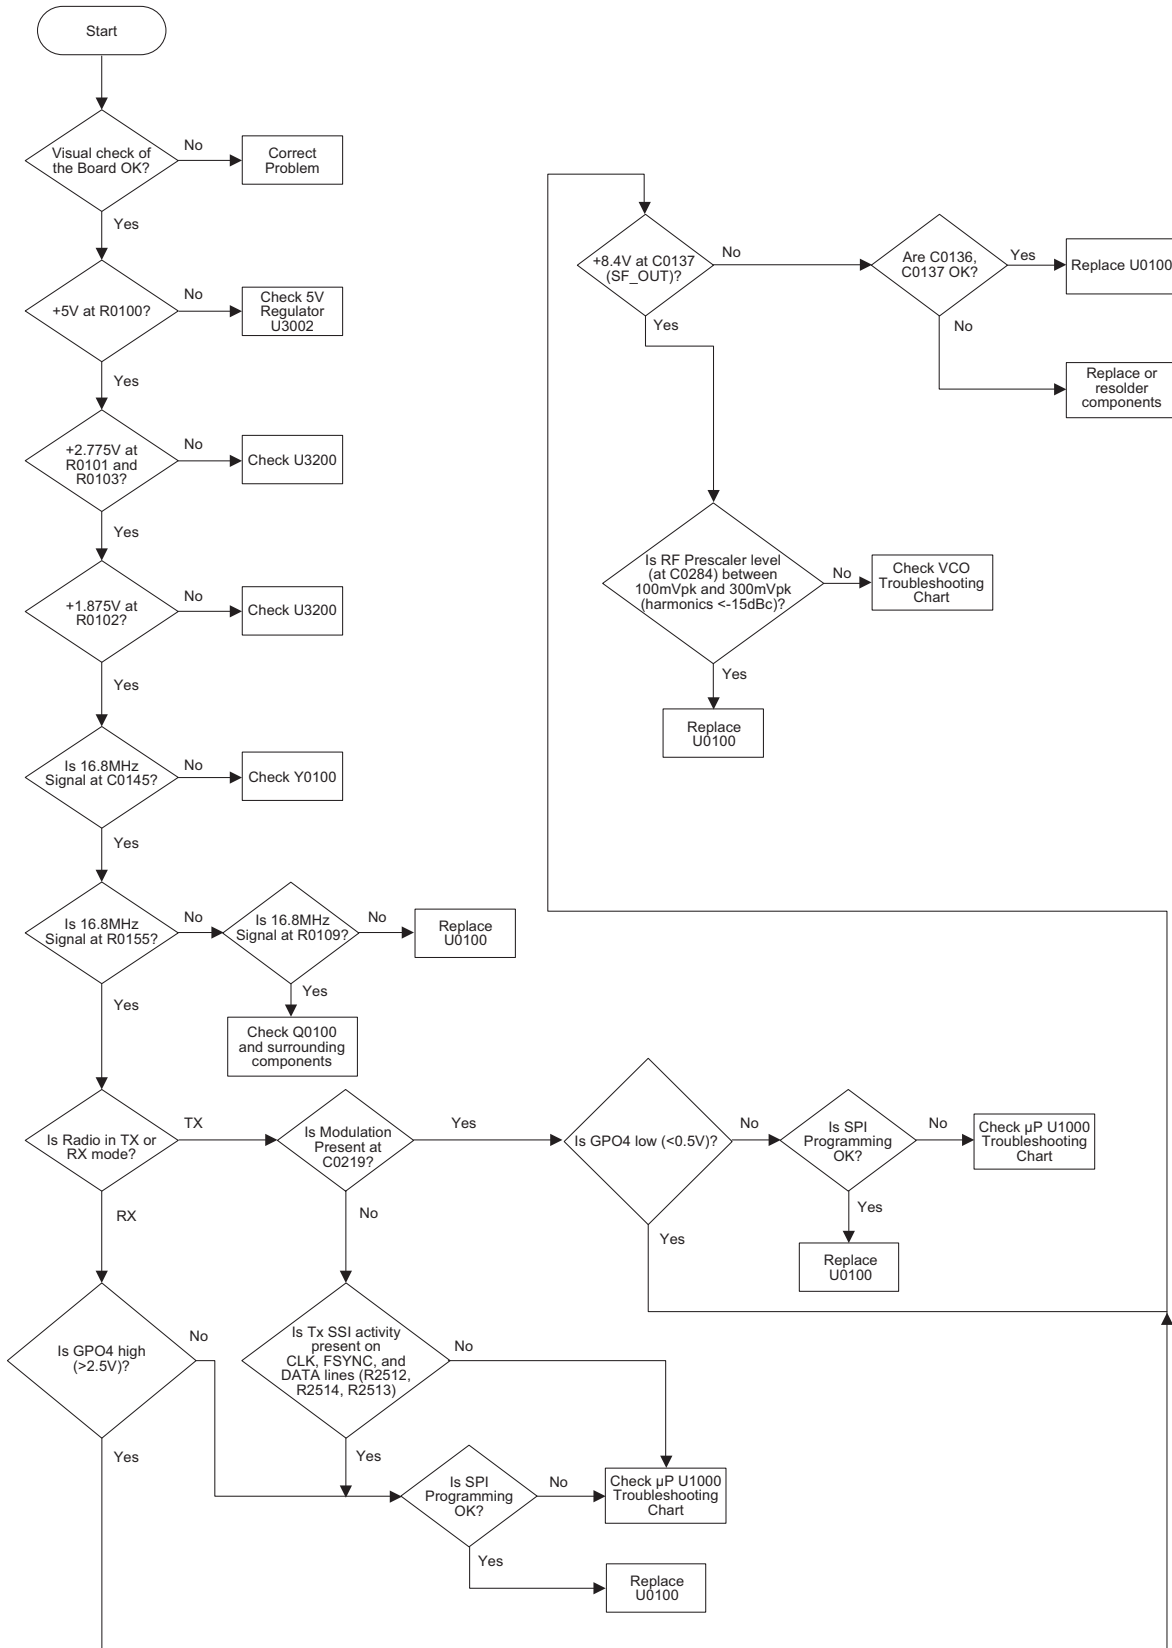 Start
Visual check of
the Board OK?
No
Correct
Problem
Yes
+5V at R0100?
No
Check 5V
Regulator
U3002
Yes
+2.775V at
R0101 and
R0103?
No
Check U3200
Yes
+1.875V at
R0102?
No
Check U3200
Yes
Is 16.8MHz
Signal at C0145?
No
Check Y0100
Yes
Is 16.8MHz
Signal at R0155?
No
Is 16.8MHz
Signal at R0109?
No
Replace
U0100
Yes
Check Q0100
and surrounding
components
Yes
Is Radio in TX or
RX mode?
TX
Is Modulation
Present at
C0219?
Yes
Is GPO4 low (<0.5V)?
No
Is SPI
Programming
OK?
No
Check µP U1000
Troubleshooting
Chart
Yes
Replace
U0100
Yes
RX
No
Is GPO4 high
(>2.5V)?
No
Is Tx SSI activity
present on
CLK, FSYNC, and
DATA lines (R2512,
R2514, R2513)
No
Yes
Yes
Is SPI
Programming
OK?
No
Check µP U1000
Troubleshooting
Chart
Yes
Replace
U0100
+8.4V at C0137
(SF_OUT)?
No
Are C0136,
C0137 OK?
Yes
Replace U0100
No
Replace or
resolder
components
Yes
Is RF Prescaler level
(at C0284) between
100mVpk and 300mVpk
(harmonics <-15dBc)?
No
Check VCO
Troubleshooting
Chart
Yes
Replace
U0100